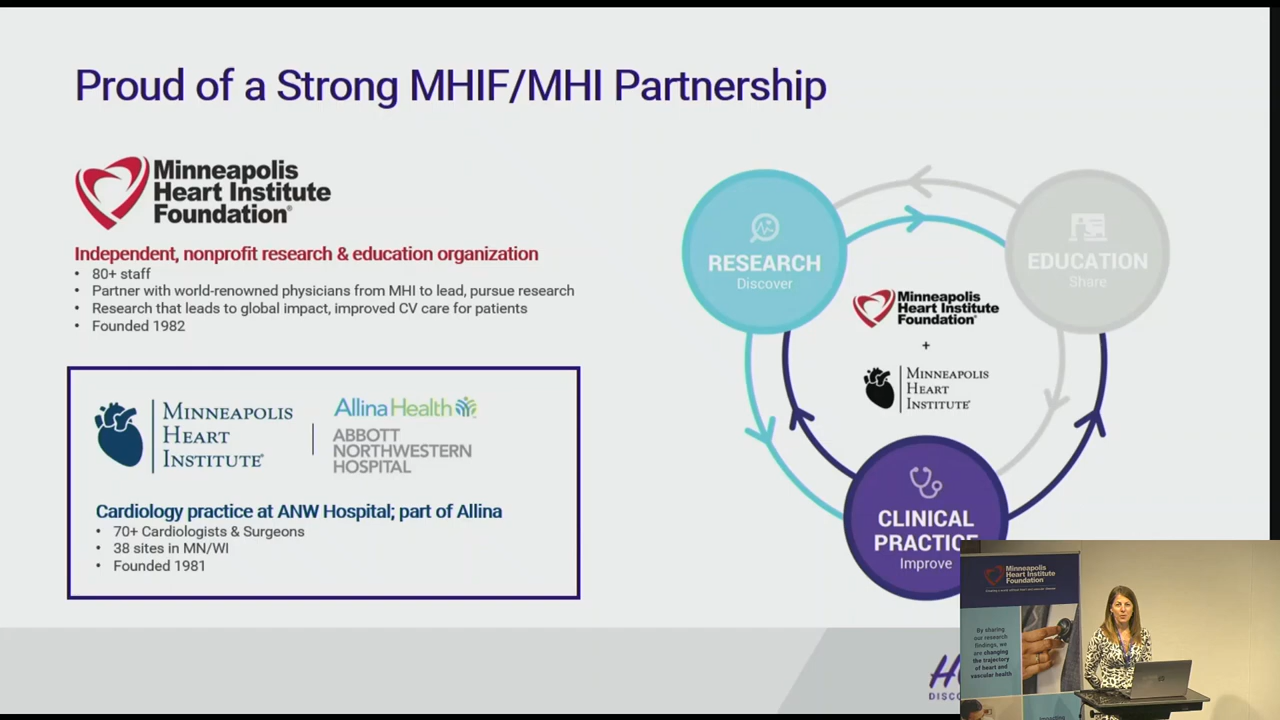 Proud of a Strong MHIF/MHI Partnership
Minneapolis
Heart Institute
Foundation®
Independent, nonprofit research & education organization
• 80+ staff
• Partner with world-renowned physicians from MHI to lead, pursue research
• Research that leads to global impact, improved CV care for patients
• Founded 1982
MINNEAPOLIS
HEART
INSTITUTE®
AllinaHealth
ABBOTT
NORTHWESTERN
HOSPITAL
Cardiology practice at ANW Hospital; part of Allina
• 70+ Cardiologists & Surgeons
• 38 sites in MN/WI
• Founded 1981
RESEARCH
Discover
EDUCATION
Share
Minneapolis
Heart Institute
Foundation®
+
MINNEAPOLIS
HEART
INSTITUTE®
CLINICAL
PRACTICE
Improve
DISCO
Minneapolis
Heart Institute
Foundation
By sharing
our research
findings, we
are changing
the trajectory
of heart and
vascular health